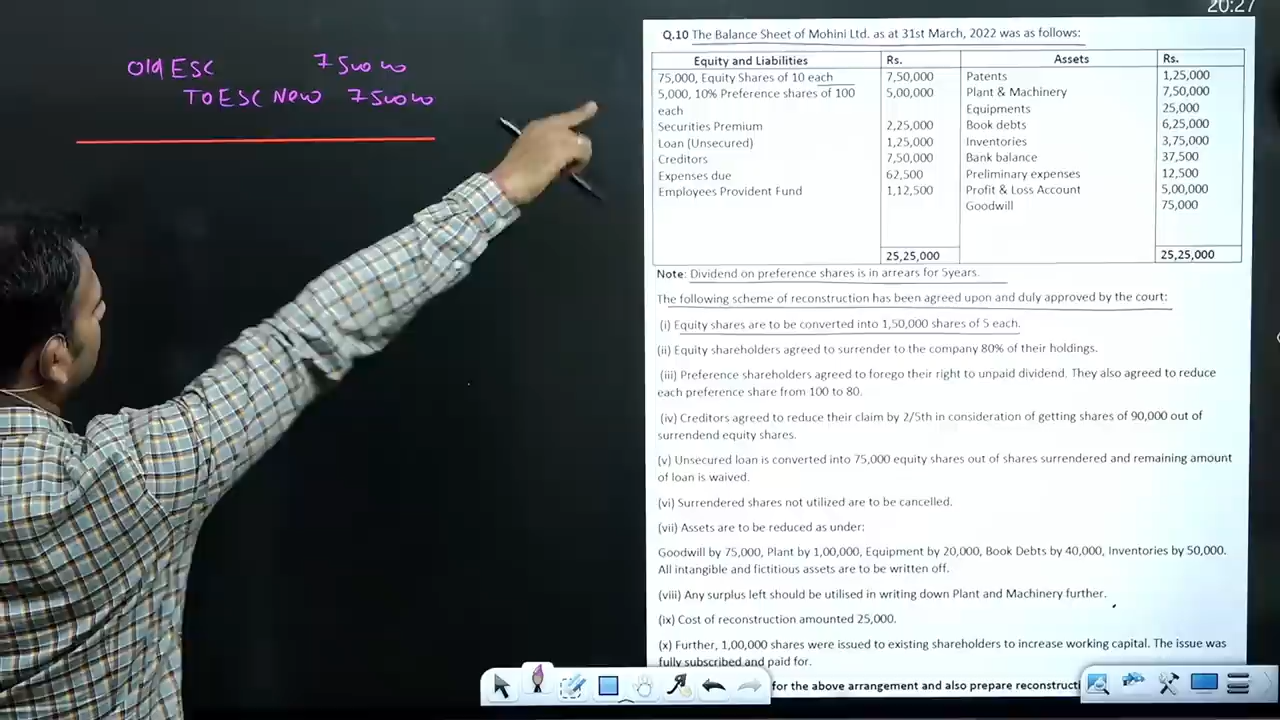 20:27
Old ESC 75000
To ESC New 75000
Q.10 The Balance Sheet of Mohini Ltd. as at 31st March, 2022 was as follows:
Equity and Liabilities Rs. Assets Rs.
75,000, Equity Shares of 10 each 7,50,000 Patents 1,25,000
5,000, 10% Preference shares of 100 5,00,000 Plant & Machinery 7,50,000
each Equipments 25,000
Securities Premium 2,25,000 Book debts 6,25,000
Loan (Unsecured) 1,25,000 Inventories 3,75,000
Creditors 7,50,000 Bank balance 37,500
Expenses due 62,500 Preliminary expenses 12,500
Employees Provident Fund 1,12,500 Profit & Loss Account 5,00,000
Goodwill 75,000
25,25,000 25,25,000
Note: Dividend on preference shares is in arrears for 5years.
The following scheme of reconstruction has been agreed upon and duly approved by the court:
(i) Equity shares are to be converted into 1,50,000 shares of 5 each.
(ii) Equity shareholders agreed to surrender to the company 80% of their holdings.
(iii) Preference shareholders agreed to forego their right to unpaid dividend. They also agreed to reduce
each preference share from 100 to 80.
(iv) Creditors agreed to reduce their claim by 2/5th in consideration of getting shares of 90,000 out of
surrendend equity shares.
(v) Unsecured loan is converted into 75,000 equity shares out of shares surrendered and remaining amount
of loan is waived.
(vi) Surrendered shares not utilized are to be cancelled.
(vii) Assets are to be reduced as under:
Goodwill by 75,000, Plant by 1,00,000, Equipment by 20,000, Book Debts by 40,000, Inventories by 50,000.
All intangible and fictitious assets are to be written off.
(viii) Any surplus left should be utilised in writing down Plant and Machinery further.
(ix) Cost of reconstruction amounted 25,000.
(x) Further, 1,00,000 shares were issued to existing shareholders to increase working capital. The issue was
fully subscribed and paid for.
for the above arrangement and also prepare reconstructi